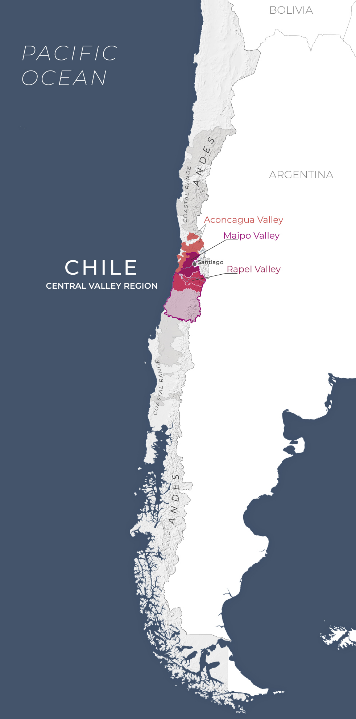 BOLIVIA
PACIFIC
OCEAN
ANDES
COASTAL RANGE
ARGENTINA
Aconcagua Valley
Maipo Valley
Santiago
Rapel Valley
CHILE
CENTRAL VALLEY REGION
COASTAL RANGE
ANDES